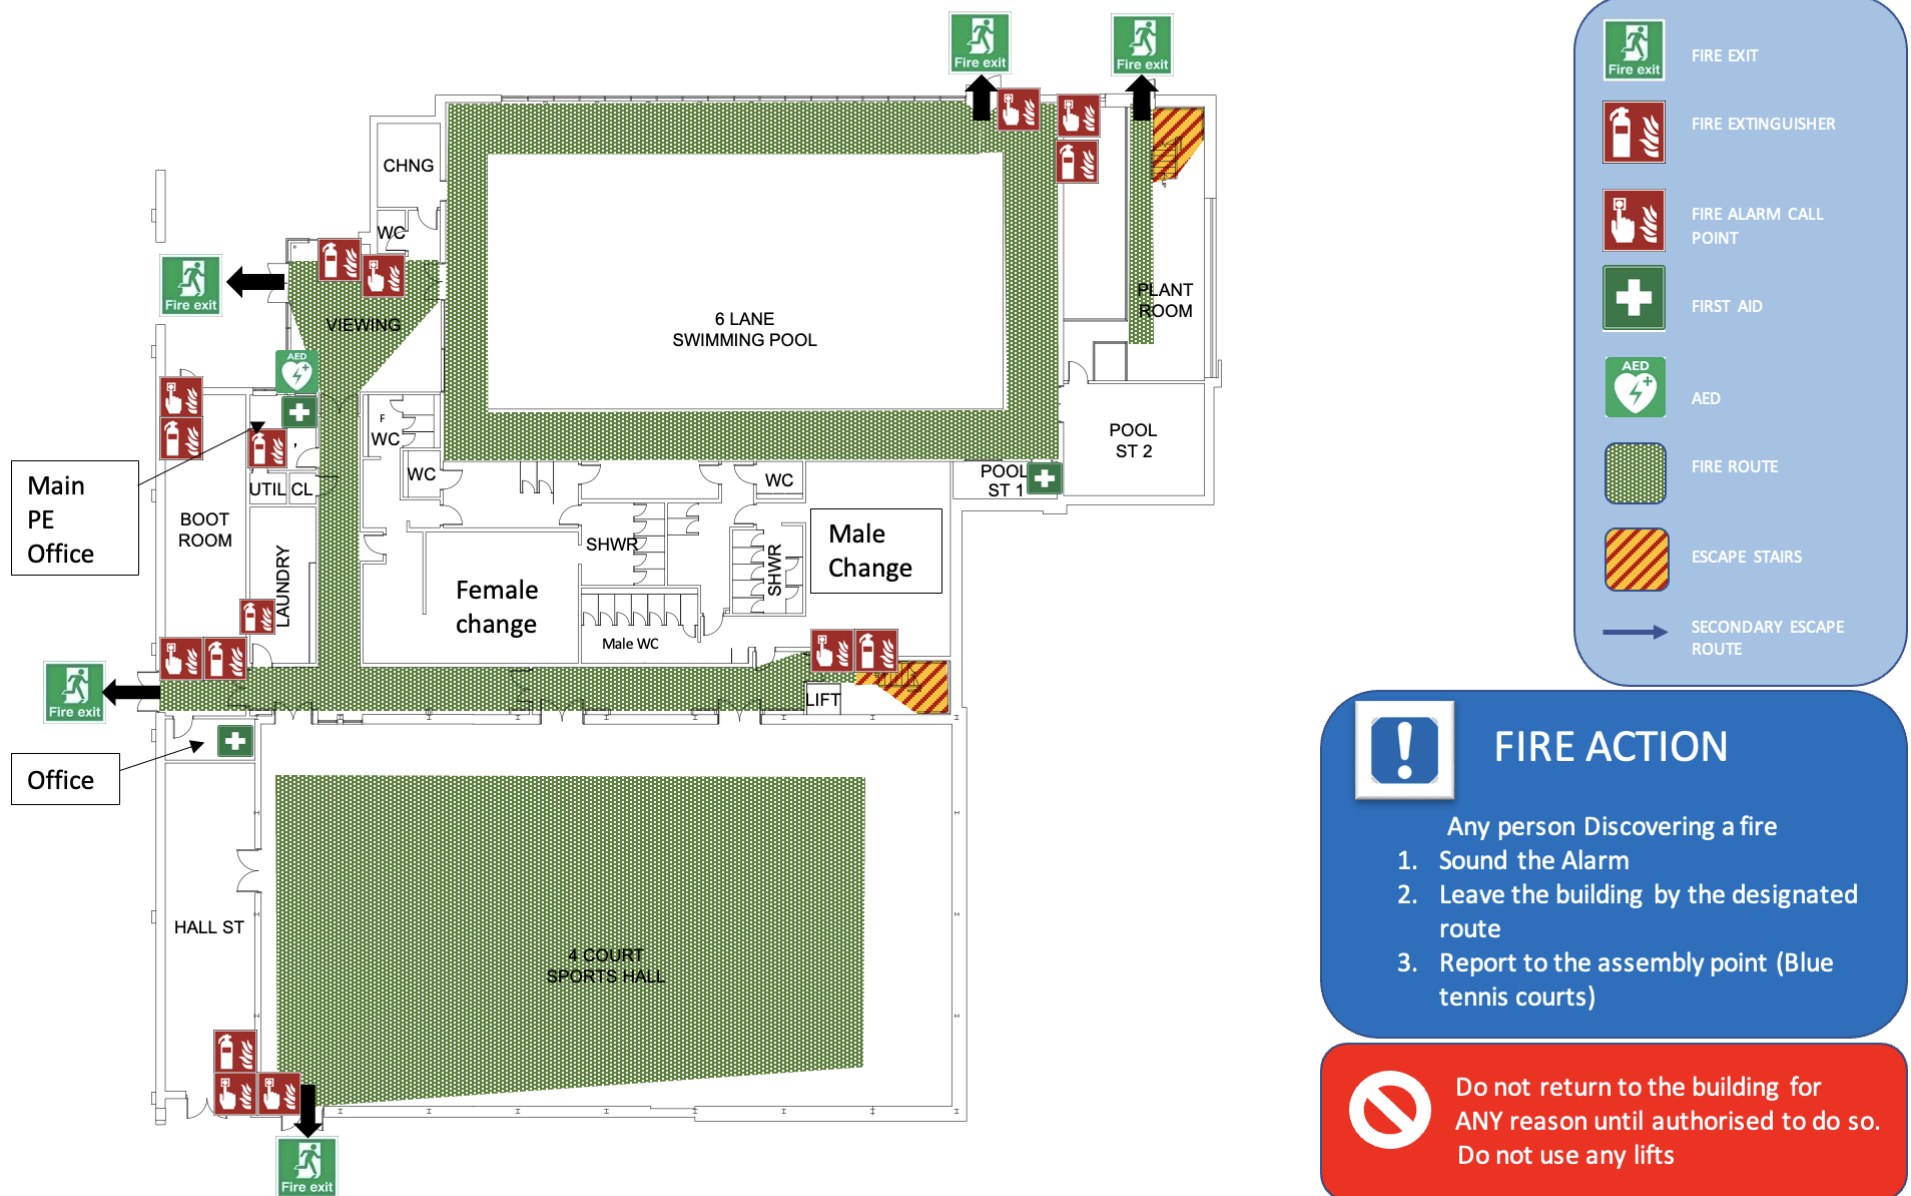 Fire exit
Fire exit
CHNG
WC
Fire exit
VIEWING
6 LANE
SWIMMING POOL
PLANT
ROOM
AED
F
WC
WC
POOL
ST 2
Main
PE
Office
UTIL
CL
POOL
ST 1
WC
BOOT
ROOM
LAUNDRY
SHWR
SHWR
Male
Change
Female
change
Male WC
Fire exit
LIFT
Office
HALL ST
4 COURT
SPORTS HALL
Fire exit
Fire exit
FIRE EXIT
FIRE EXTINGUISHER
FIRE ALARM CALL
POINT
FIRST AID
AED
AED
FIRE ROUTE
ESCAPE STAIRS
SECONDARY ESCAPE
ROUTE
FIRE ACTION
Any person Discovering a fire
1. Sound the Alarm
2. Leave the building by the designated
route
3. Report to the assembly point (Blue
tennis courts)
Do not return to the building for
ANY reason until authorised to do so.
Do not use any lifts